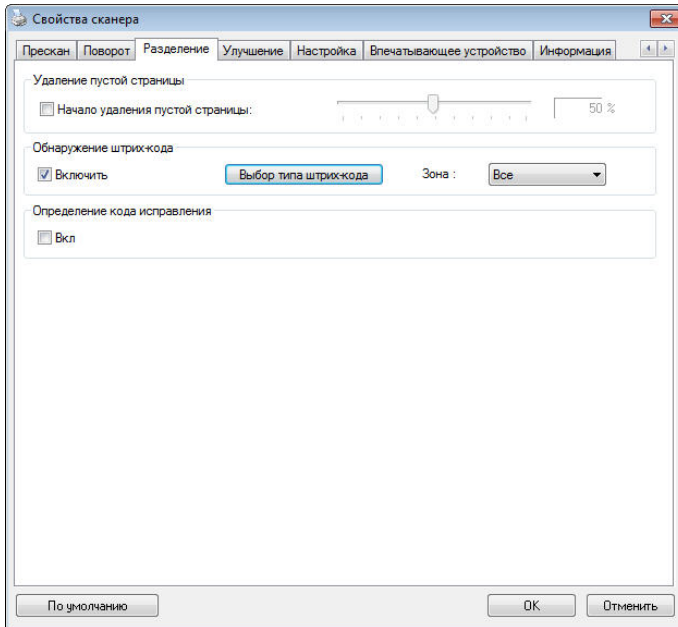 Свойства сканера
Прескан Поворот Разделение Улучшение Настройка Впечатывающее устройство Информация
Удаление пустой страницы
Начало удаления пустой страницы: 50 %
Обнаружение штрих-кода
Включить Выбор типа штрих-кода Зона : Все
Определение кода исправления
Вкл
По умолчанию OK Отменить